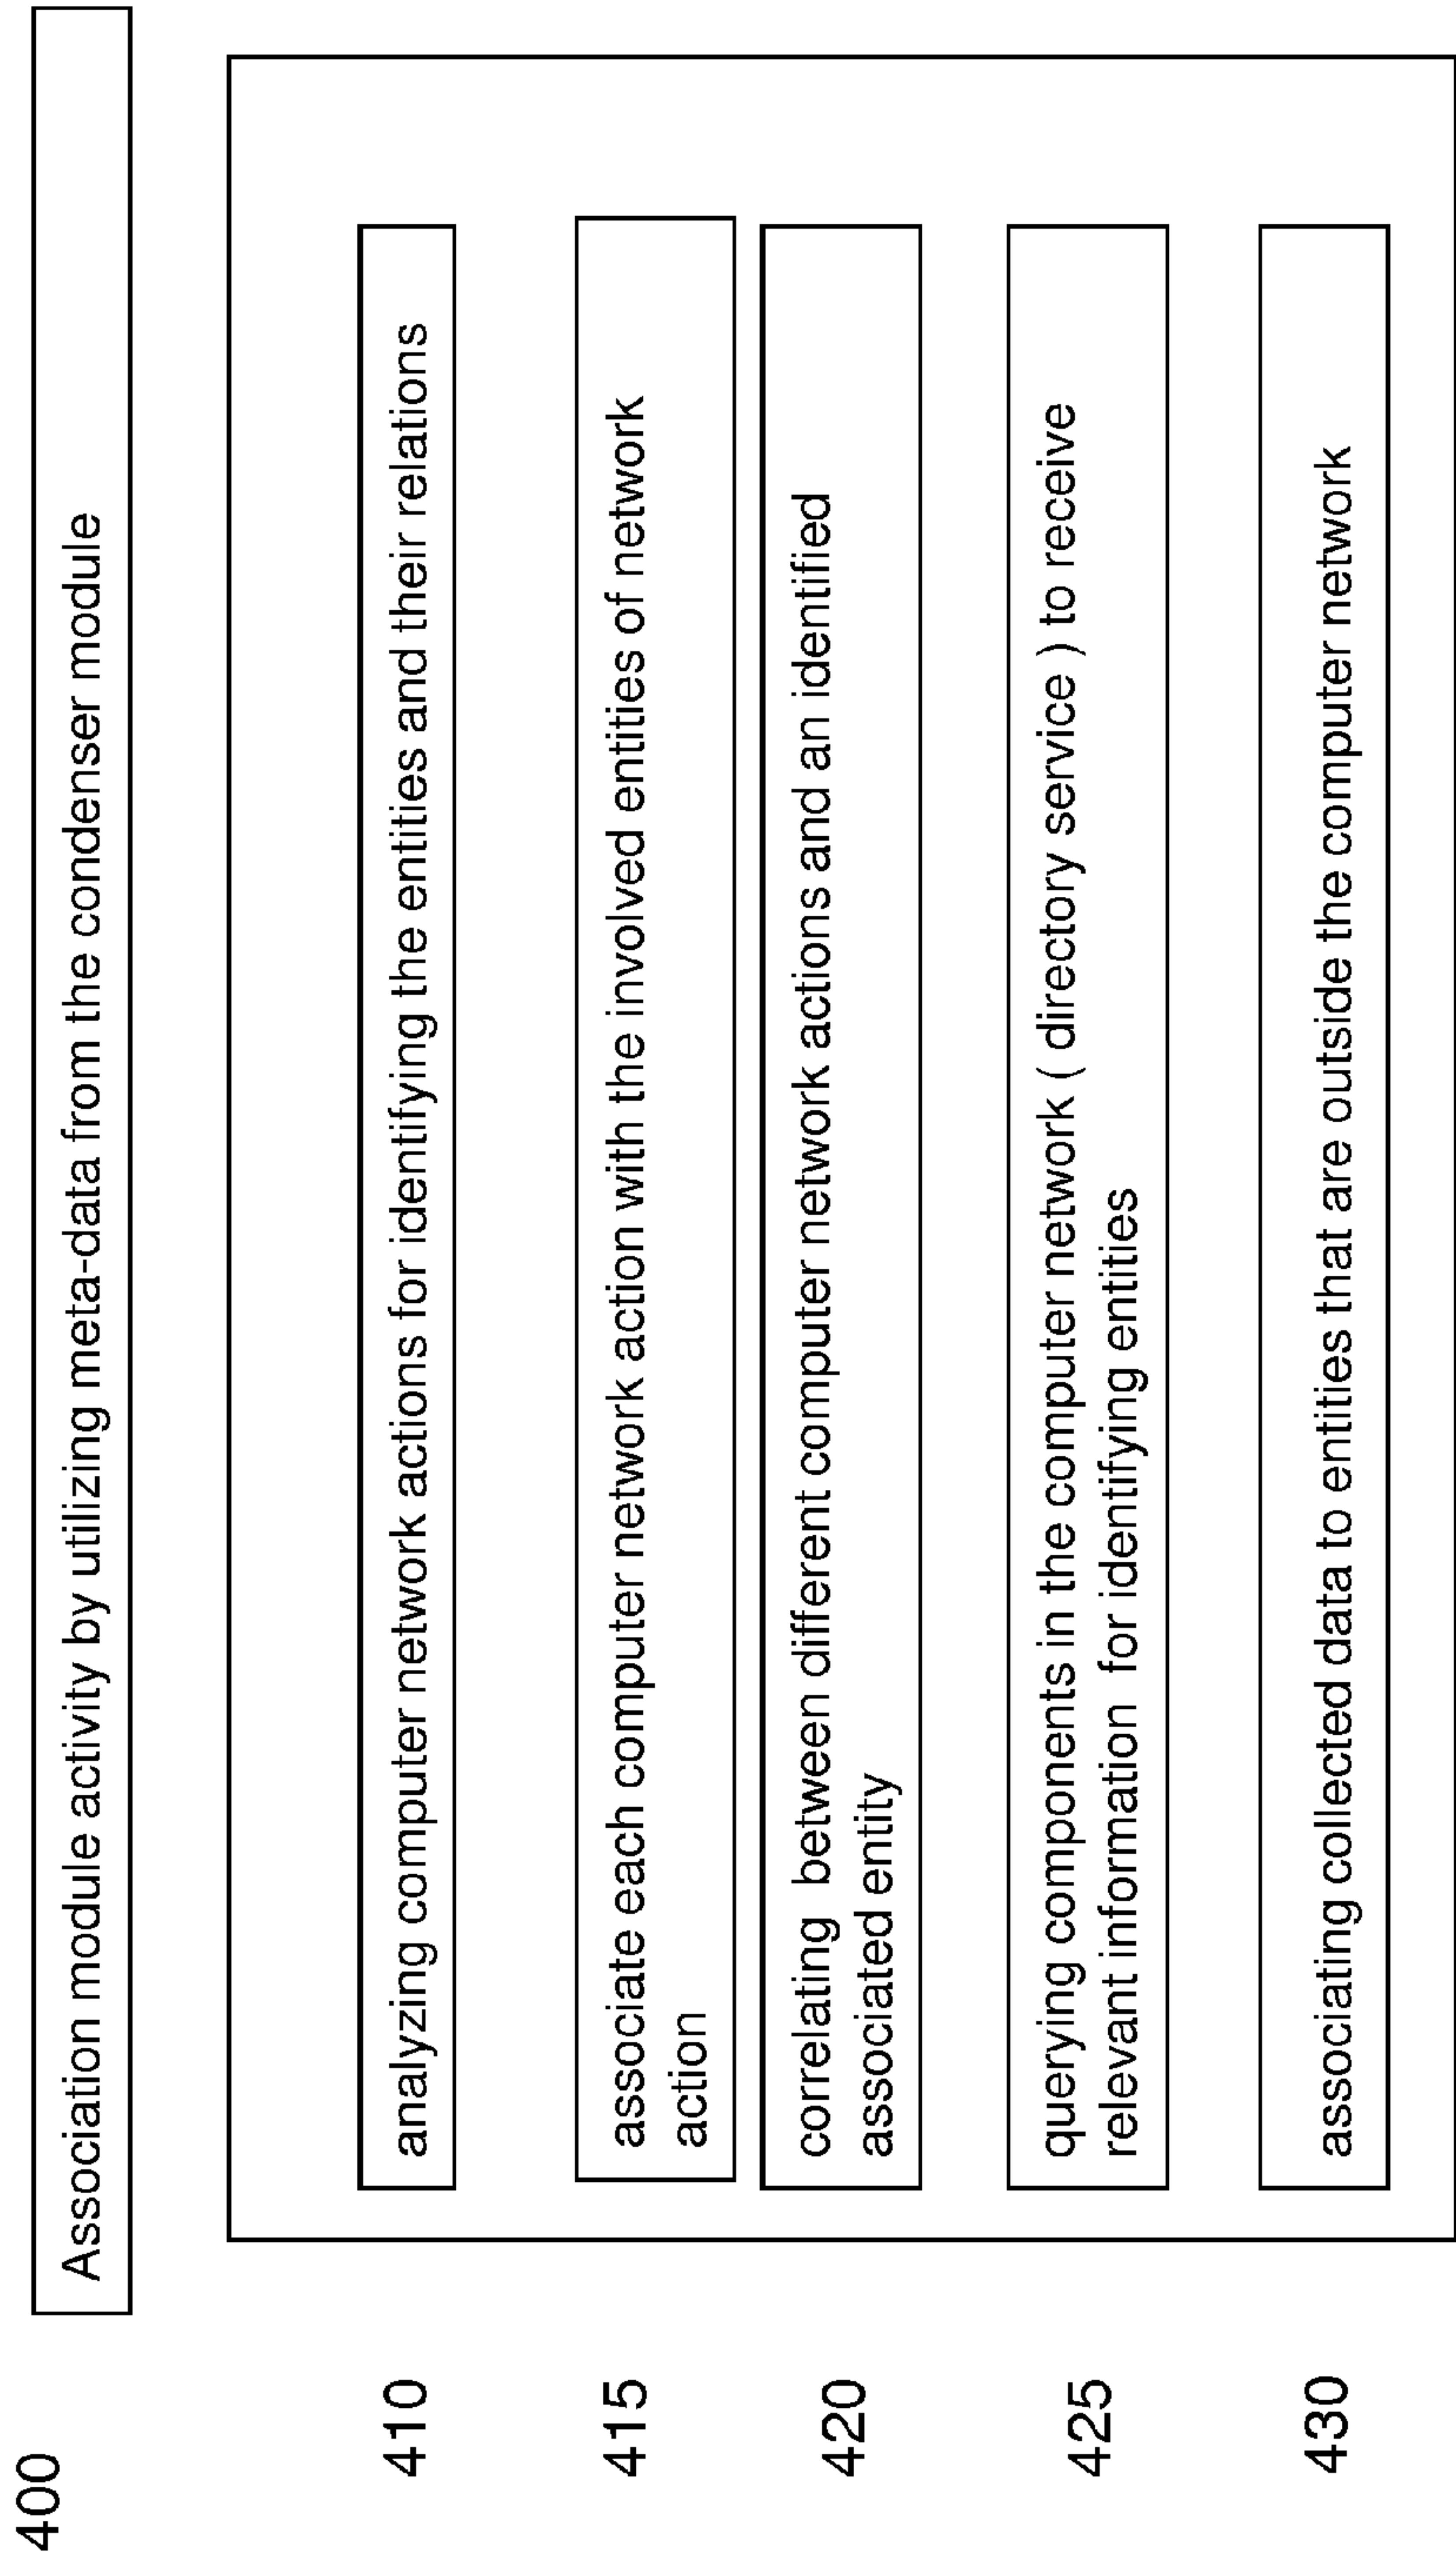 400
Association module activity by utilizing meta-data from the condenser module
410
analyzing computer network actions for identifying the entities and their relations
415
associate each computer network action with the involved entities of network
action
420
correlating between different computer network actions and an identified
associated entity
425
querying components in the computer network ( directory service ) to receive
relevant information for identifying entities
430
associating collected data to entities that are outside the computer network